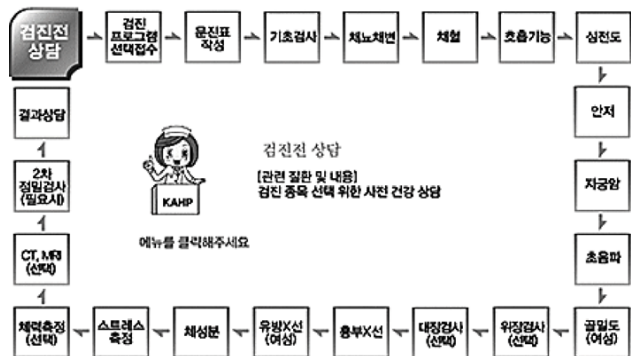 검진전
상담
검진
프로그램
선택접수
문진표
작성
기초검사
채뇨채변
채혈
호흡기능
심전도
안저
자궁암
초음파
골밀도
(여성)
위장검사
(선택)
대장검사
(선택)
흉부X선
유방X선
(여성)
체성분
스트레스
측정
체력측정
(선택)
CT, MRI
(선택)
2차
정밀검사
(필요시)
결과상담
검진전 상담
[관련 질환 및 내용]
검진 종목 선택 위한 사전 건강 상담
KAHP
메뉴를 클릭해주세요